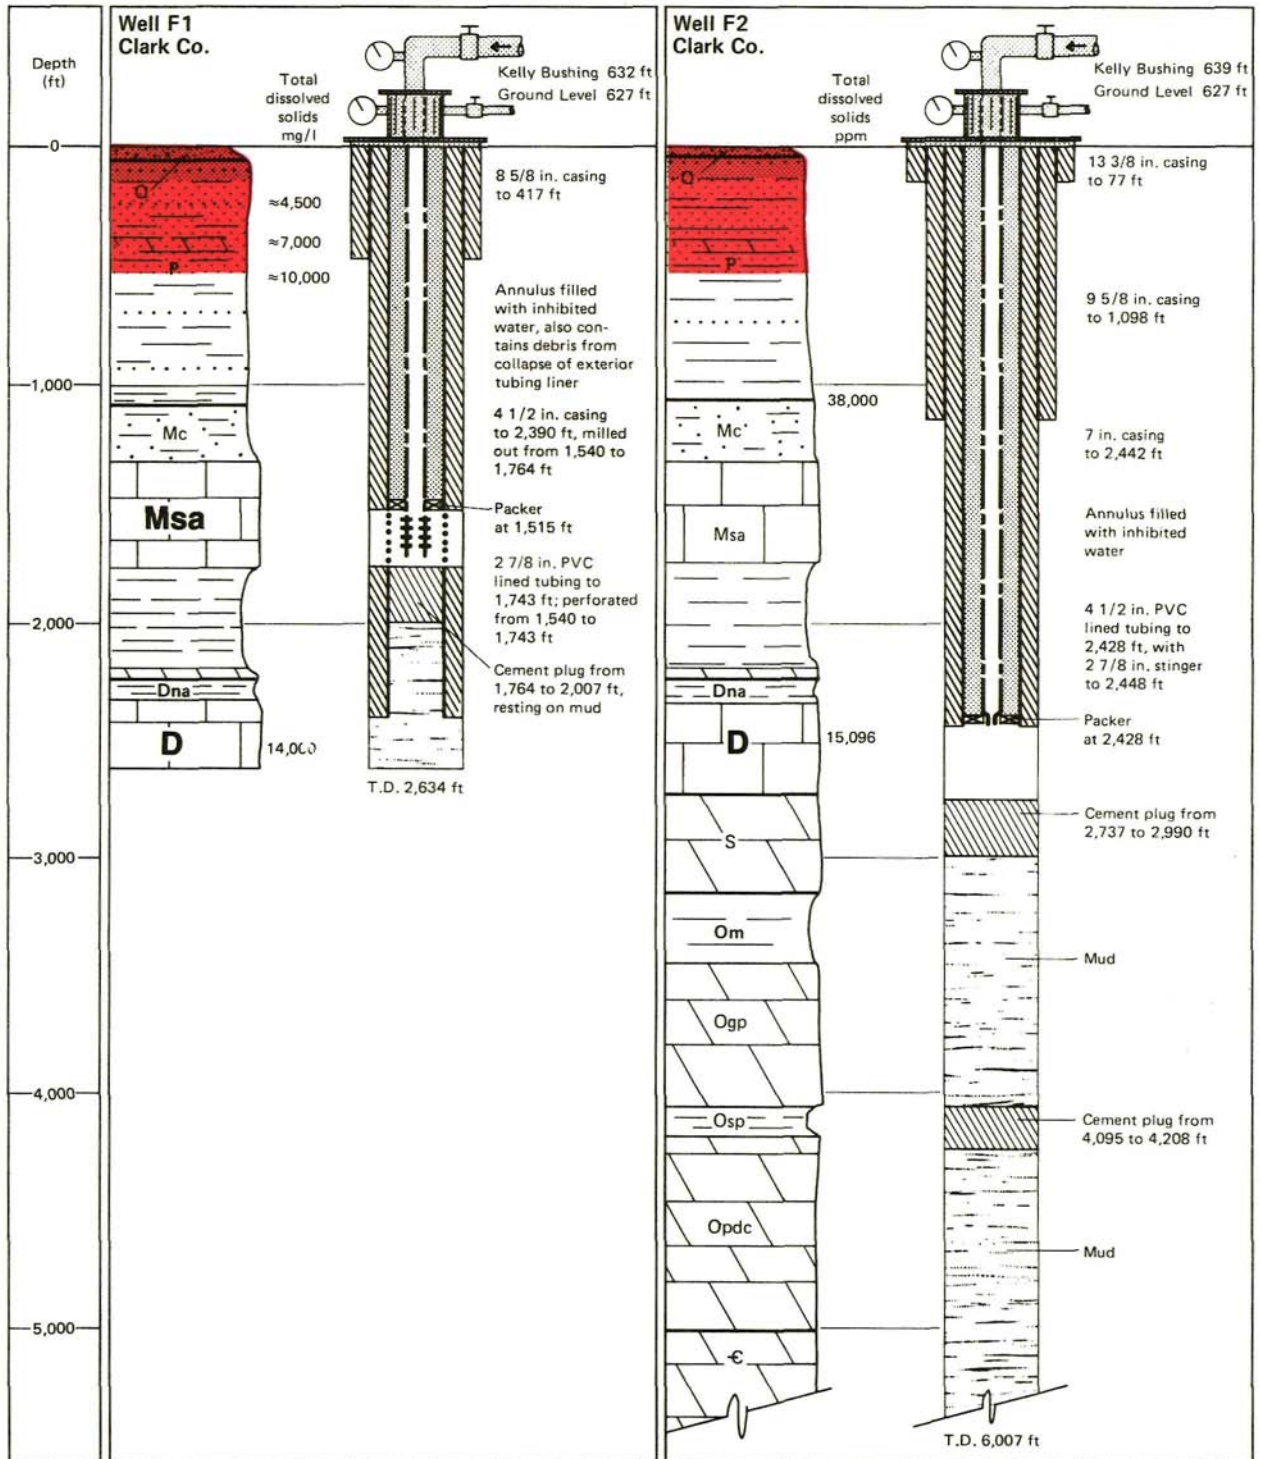 Depth
(ft)
0
1,000
2,000
3,000
4,000
5,000
Well F1
Clark Co.
Total
dissolved
solids
mg/l
Kelly Bushing 632 ft
Ground Level 627 ft
Q
≈4,500
≈7,000
P
≈10,000
Mc
Msa
Dna
D
8 5/8 in. casing
to 417 ft
Annulus filled
with inhibited
water, also con-
tains debris from
collapse of exterior
tubing liner
4 1/2 in. casing
to 2,390 ft, milled
out from 1,540 to
1,764 ft
Packer
at 1,515 ft
2 7/8 in. PVC
lined tubing to
1,743 ft; perforated
from 1,540 to
1,743 ft
Cement plug from
1,764 to 2,007 ft,
resting on mud
14,000
T.D. 2,634 ft
Well F2
Clark Co.
Total
dissolved
solids
ppm
Kelly Bushing 639 ft
Ground Level 627 ft
Q
P
38,000
Mc
Msa
Dna
D
15,096
S
Om
Ogp
Osp
Opdc
-Є
13 3/8 in. casing
to 77 ft
9 5/8 in. casing
to 1,098 ft
7 in. casing
to 2,442 ft
Annulus filled
with inhibited
water
4 1/2 in. PVC
lined tubing to
2,428 ft, with
2 7/8 in. stinger
to 2,448 ft
Packer
at 2,428 ft
Cement plug from
2,737 to 2,990 ft
Mud
Cement plug from
4,095 to 4,208 ft
Mud
T.D. 6,007 ft